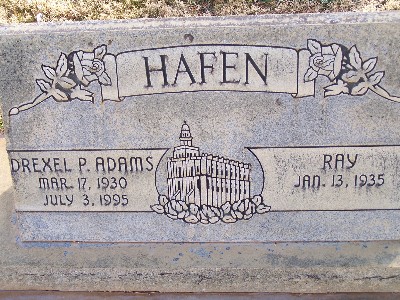 HAFEN
DREXEL P. ADAMS
MAR. 17, 1930
JULY 3, 1995
RAY
JAN. 13, 1935